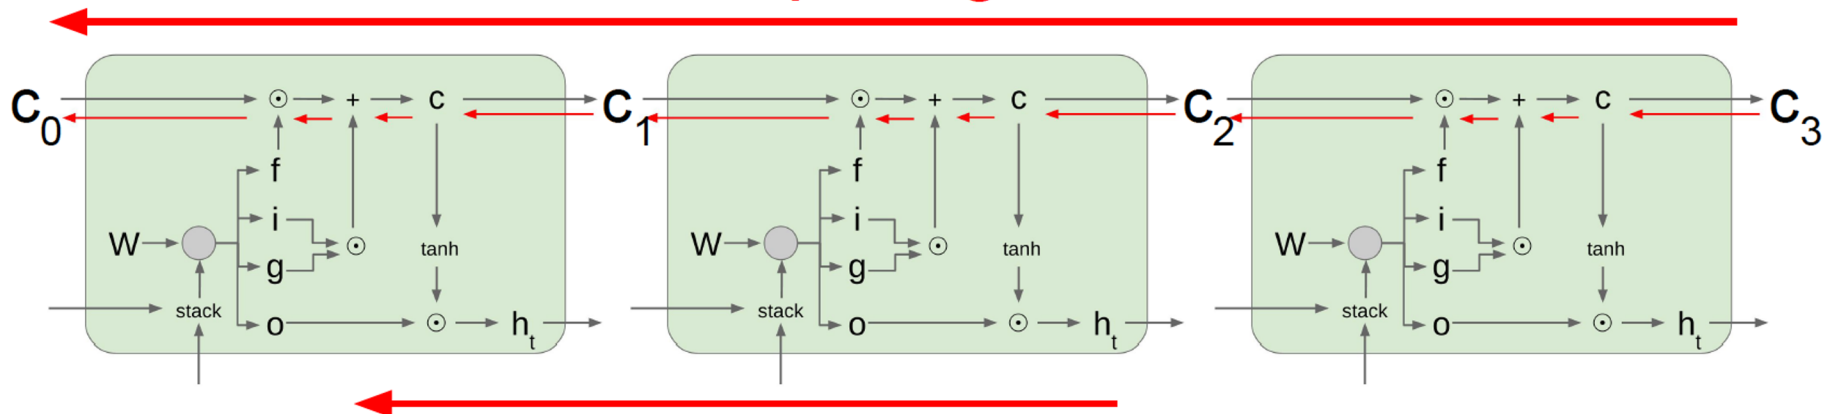 C0 ⊙ + c C1 ⊙ + c C2 ⊙ + c C3
f f f
i i i
W ⊙ tanh W ⊙ tanh W ⊙ tanh
g g g
stack stack stack
o ⊙ ht o ⊙ ht o ⊙ ht